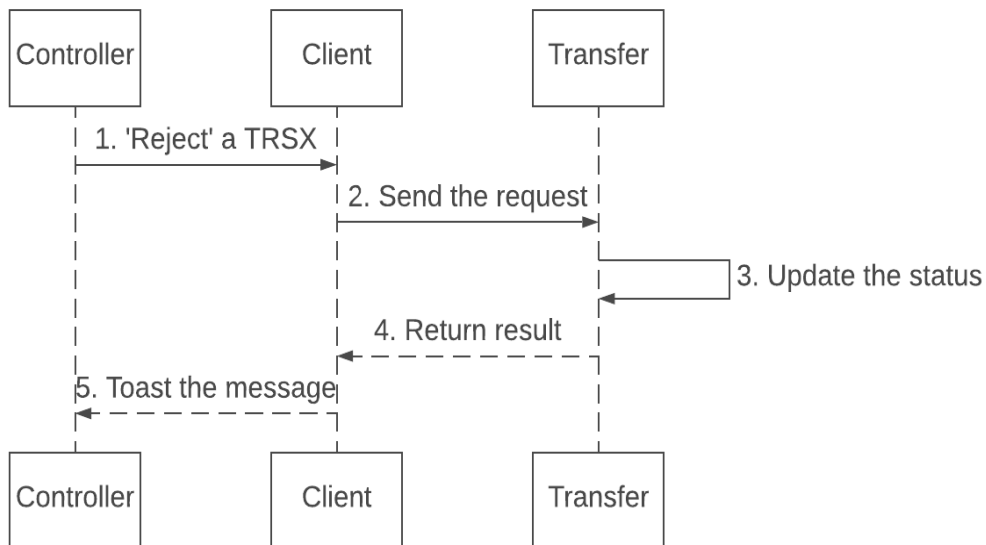 Controller
Client
Transfer
1. 'Reject' a TRSX
2. Send the request
3. Update the status
4. Return result
5. Toast the message
Controller
Client
Transfer